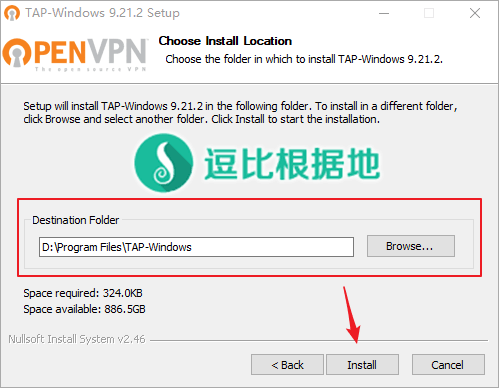 TAP-Windows 9.21.2 Setup
OPENVPN
The open source VPN
Choose Install Location
Choose the folder in which to install TAP-Windows 9.21.2.
Setup will install TAP-Windows 9.21.2 in the following folder. To install in a different folder,
click Browse and select another folder. Click Install to start the installation.
逗比根据地
Destination Folder
D:\Program Files\TAP-Windows
Browse...
Space required: 324.0KB
Space available: 886.5GB
Nullsoft Install System v2.46
< Back
Install
Cancel